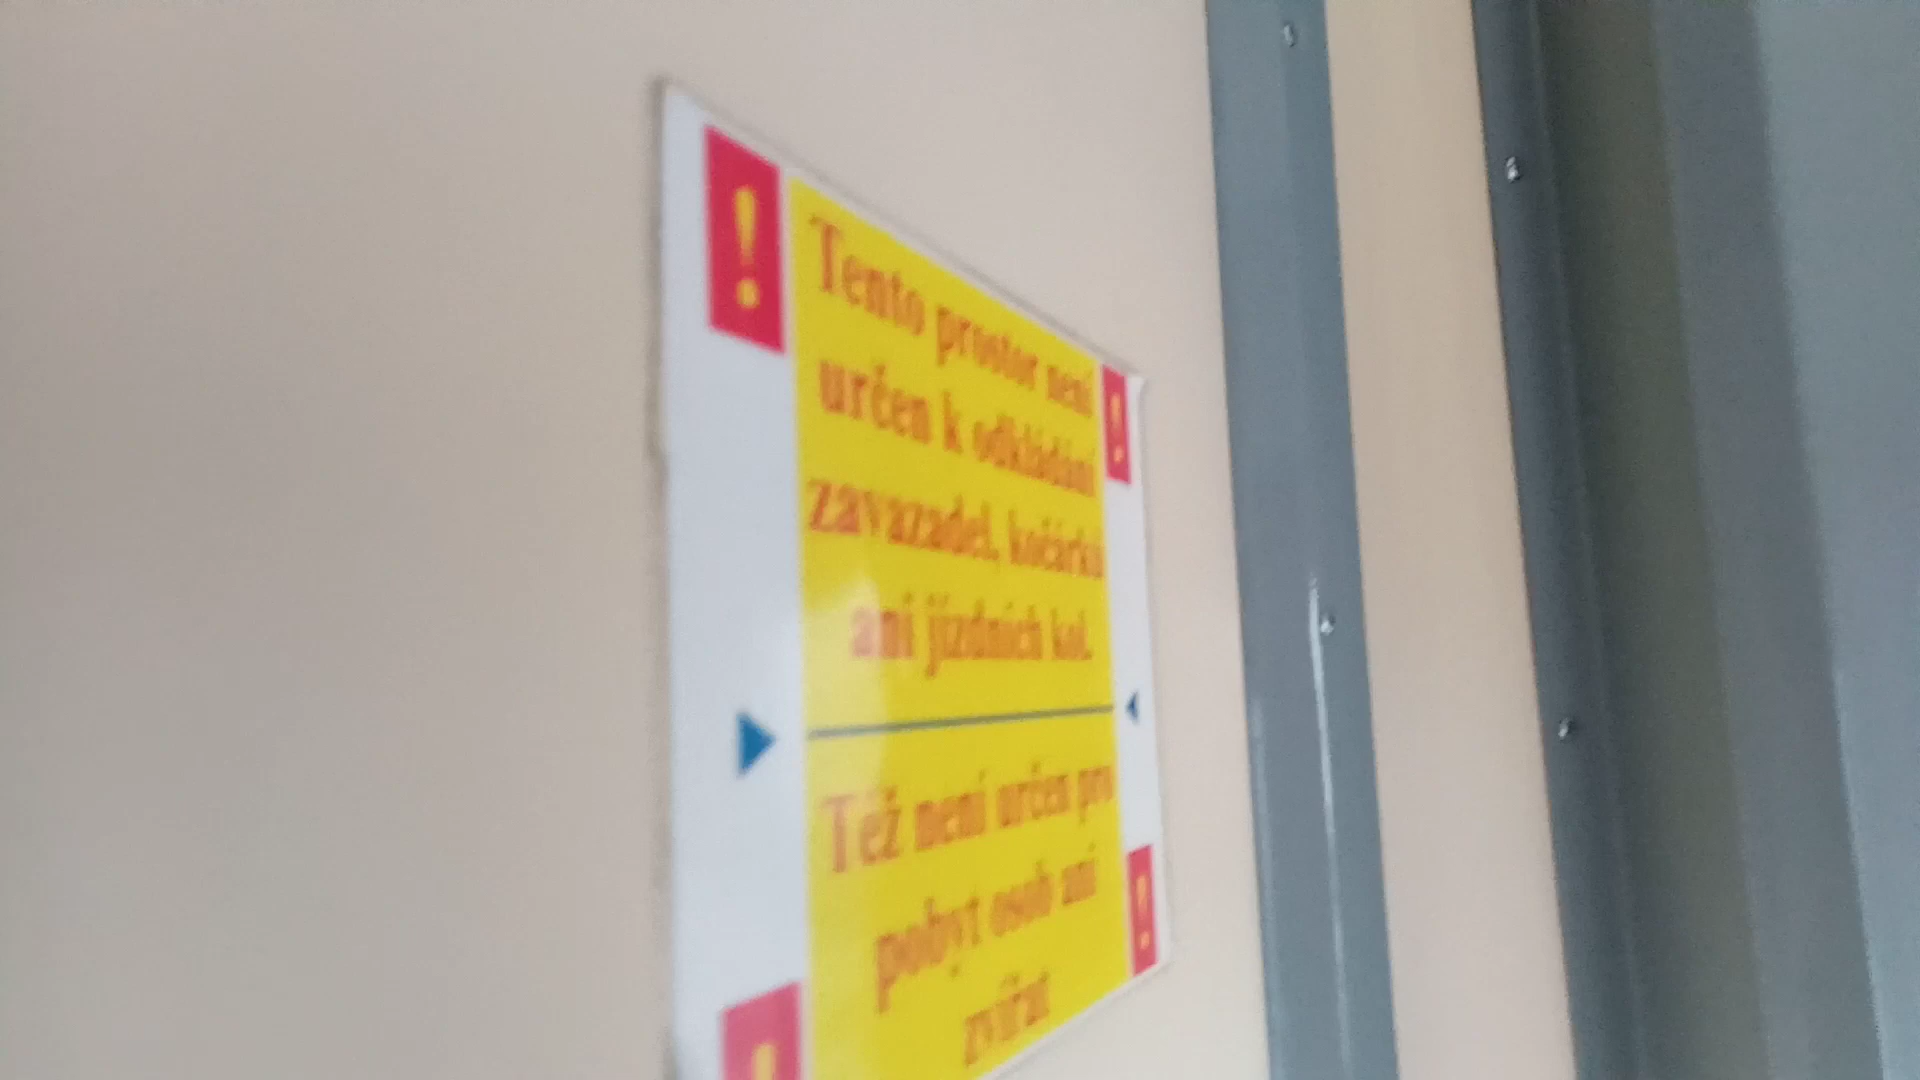 !
!
Tento prostor není
určen k odkládání
zavazadel, kočárků
ani jízdních kol.
Též není určen pro
pobyt osob ani
zvířat
!
!